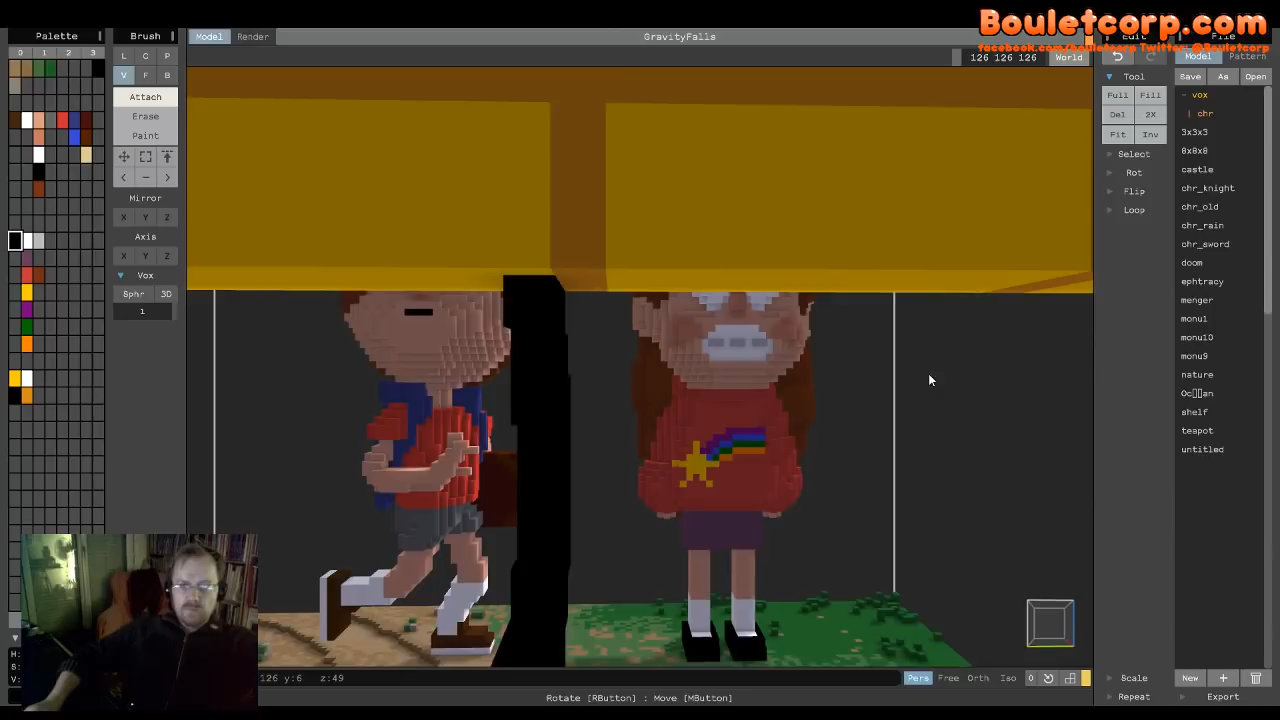 Bouletcorp.com
facebook.com/bouletcorp Twitter: @Bouletcorp
Palette
Brush
Model
Render
GravityFalls
Edit
File
0 1 2 3
L C P
126 126 126
World
Model
Pattern
V F B
Tool
Save As Open
Attach
Full Fill
- vox
Erase
Del 2X
| chr
Paint
Fit Inv
3x3x3
Select
8x8x8
castle
Rot
chr_knight
Flip
chr_old
Mirror
Loop
chr_rain
X Y Z
chr_sword
Axis
doom
X Y Z
ephtracy
Vox
menger
Sphr 3D
monu1
1
monu10
monu9
nature
shelf
teapot
untitled
H:
S:
V:
126 y:6 z:49
Pers Free Orth Iso 0
Scale
New +
Rotate [RButton] : Move [MButton]
Repeat
Export